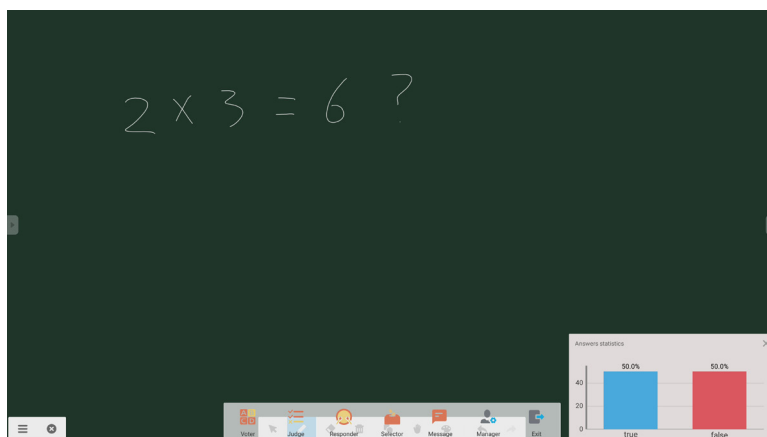 2 × 3 = 6 ?
Answers statistics
50.0% 50.0%
40
20
0
true false
Voter Judge Responder Selector Message Manager Exit